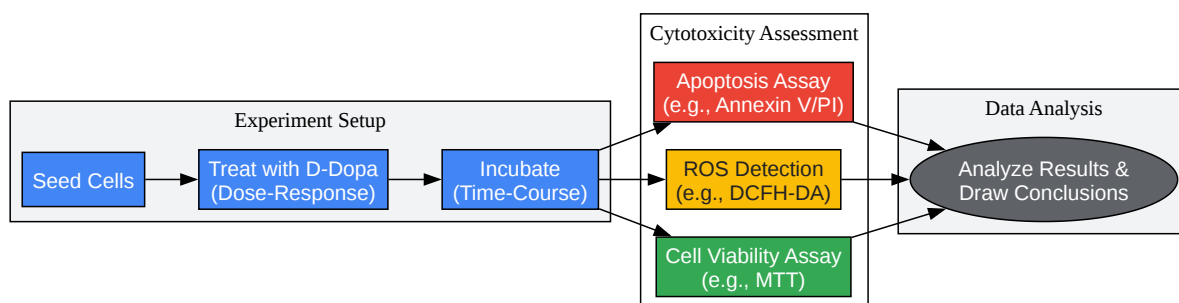 Experiment Setup
Seed Cells
Treat with D-Dopa
(Dose-Response)
Incubate
(Time-Course)
Cytotoxicity Assessment
Apoptosis Assay
(e.g., Annexin V/PI)
ROS Detection
(e.g., DCFH-DA)
Cell Viability Assay
(e.g., MTT)
Data Analysis
Analyze Results &
Draw Conclusions